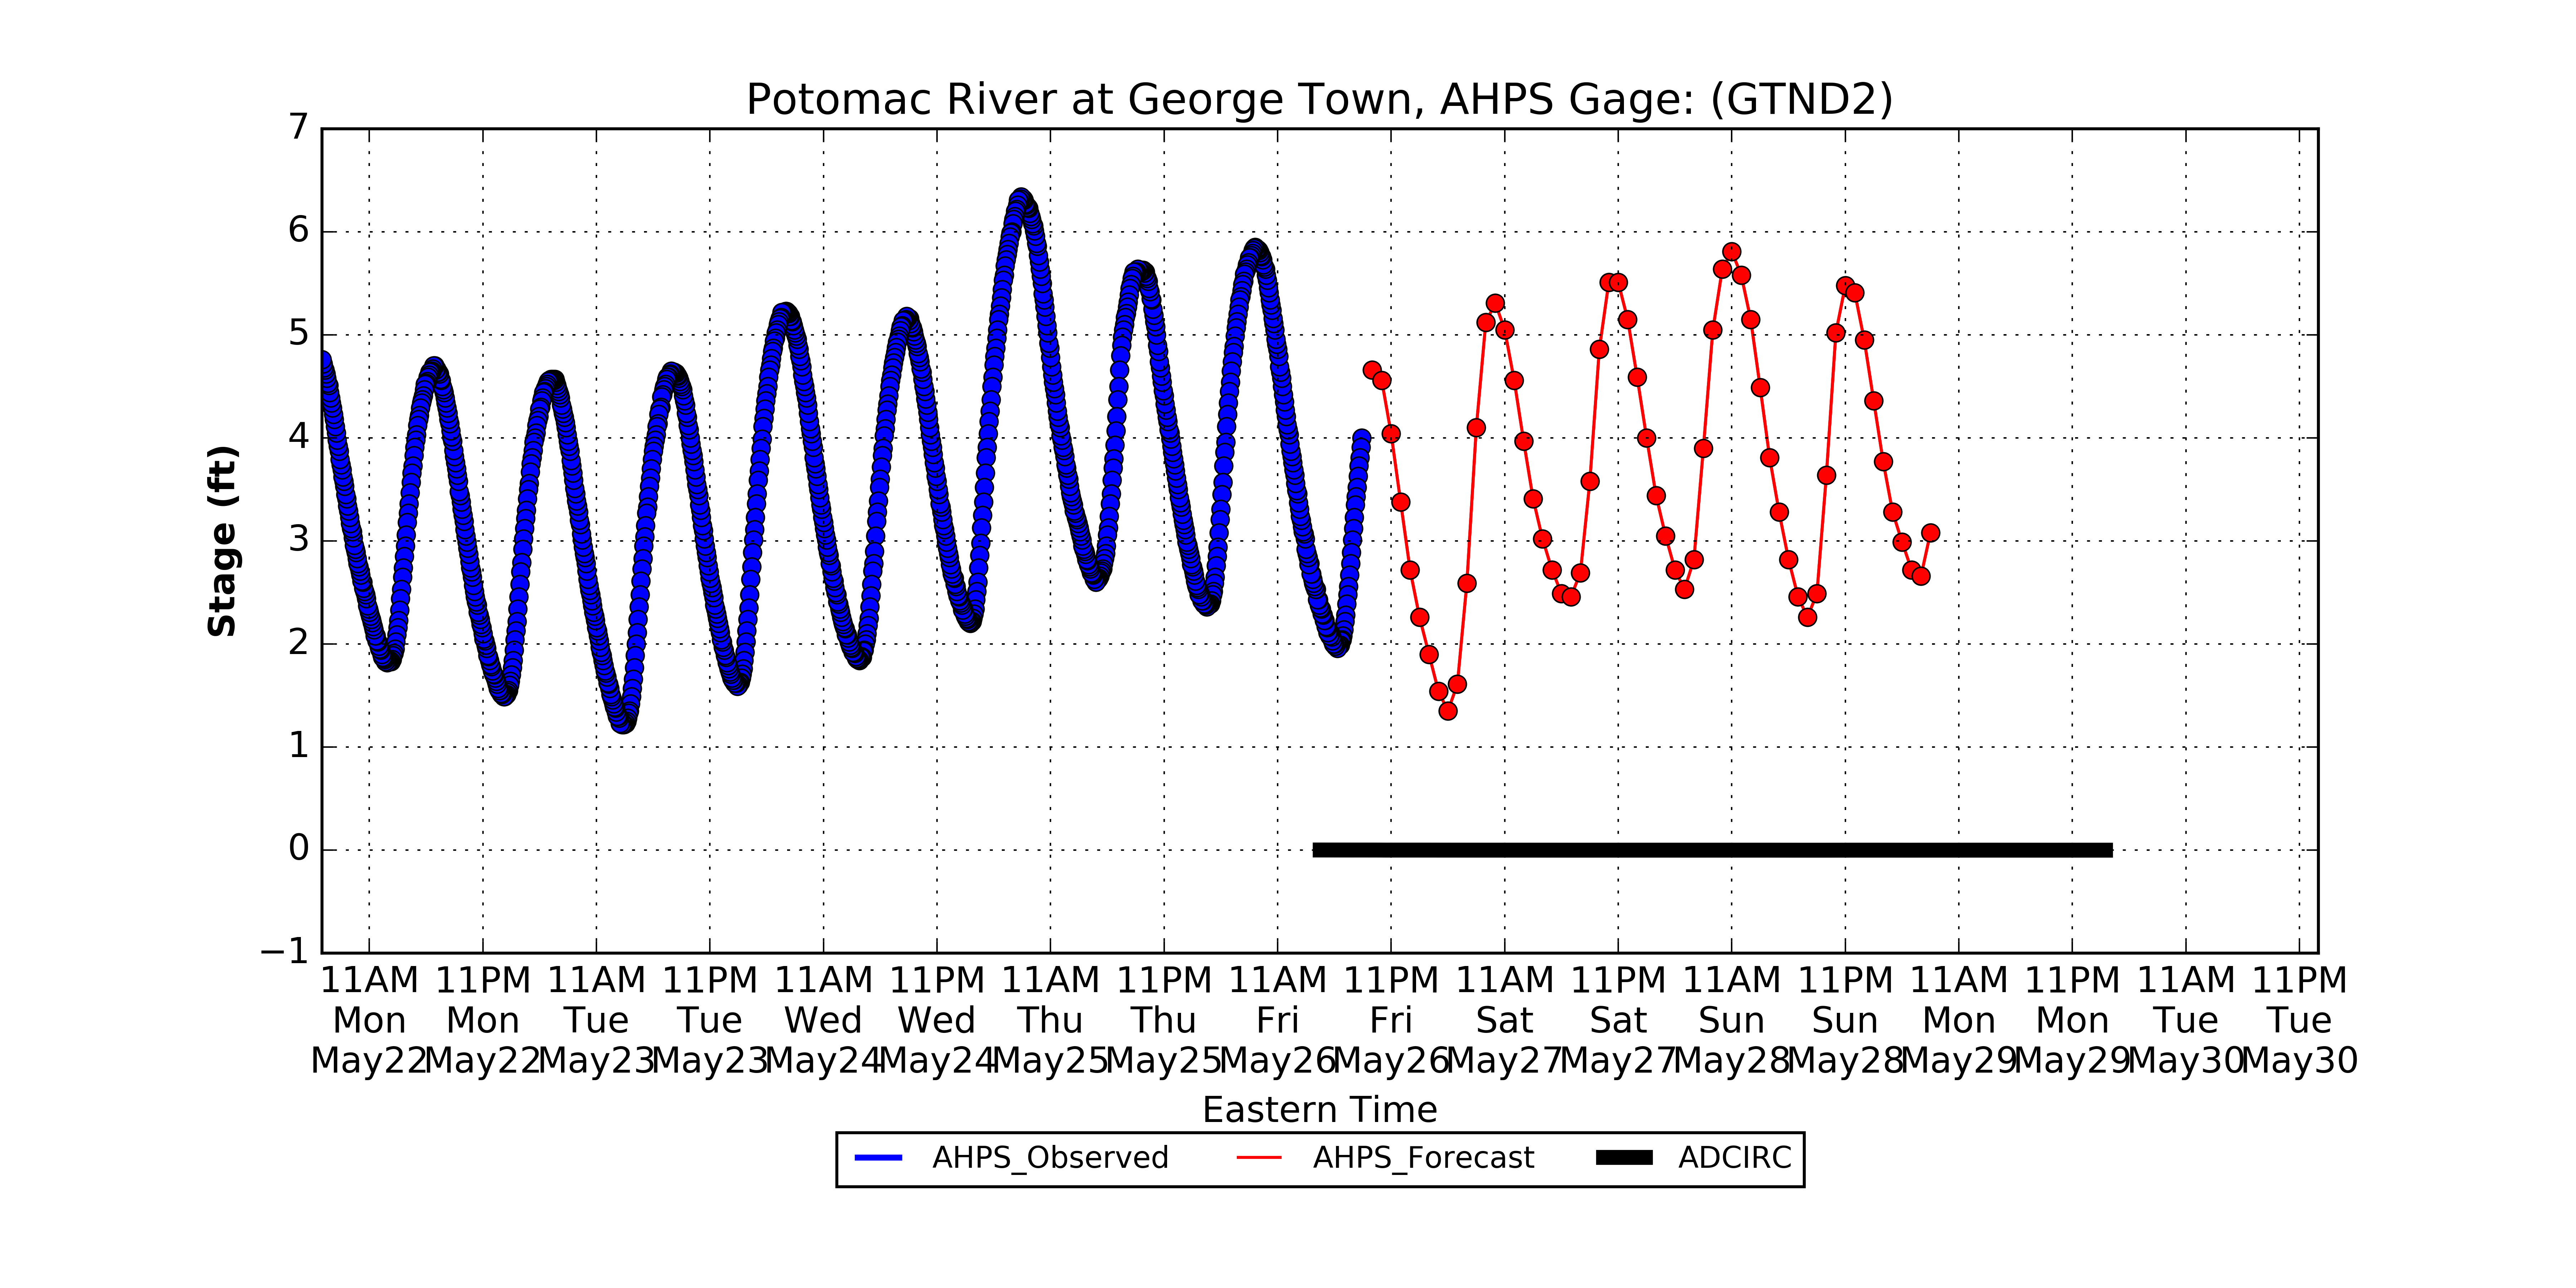 Potomac River at George Town, AHPS Gage: (GTND2)
7
6
5
4
3
2
1
0
−1
Stage (ft)
11AM 11PM 11AM 11PM 11AM 11PM 11AM 11PM 11AM 11PM 11AM 11PM 11AM 11PM 11AM 11PM 11AM 11PM
Mon Mon Tue Tue Wed Wed Thu Thu Fri Fri Sat Sat Sun Sun Mon Mon Tue Tue
May22 May22 May23 May23 May24 May24 May25 May25 May26 May26 May27 May27 May28 May28 May29 May29 May30 May30
Eastern Time
AHPS_Observed AHPS_Forecast ADCIRC